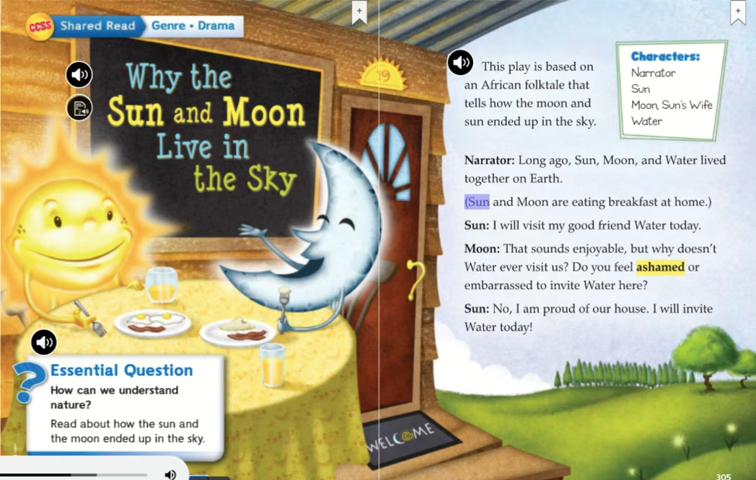 CCSS Shared Read Genre • Drama
Why the
Sun and Moon
Live in
the Sky
19
Essential Question
How can we understand
nature?
Read about how the sun and
the moon ended up in the sky.
WELCOME
This play is based on
an African folktale that
tells how the moon and
sun ended up in the sky.
Characters:
Narrator
Sun
Moon, Sun's Wife
Water
Narrator: Long ago, Sun, Moon, and Water lived
together on Earth.
(Sun and Moon are eating breakfast at home.)
Sun: I will visit my good friend Water today.
Moon: That sounds enjoyable, but why doesn't
Water ever visit us? Do you feel ashamed or
embarrassed to invite Water here?
Sun: No, I am proud of our house. I will invite
Water today!
305